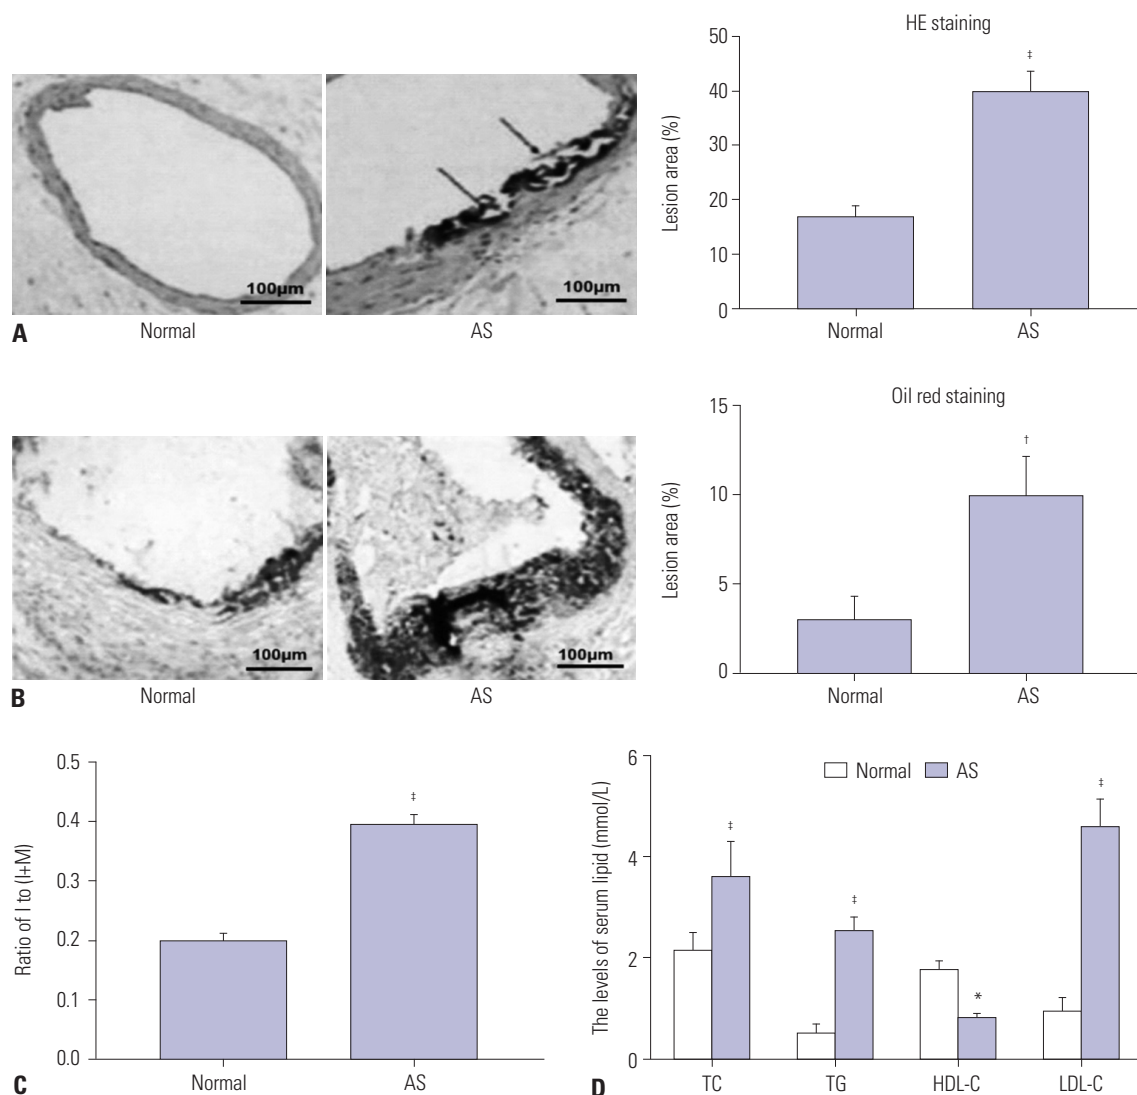 HE staining
50
40
30
20
10
0
Lesion area (%)
‡
Normal
AS
100µm
100µm
A
Normal
AS
Oil red staining
15
10
5
0
Lesion area (%)
†
Normal
AS
100µm
100µm
B
Normal
AS
0.5
0.4
0.3
0.2
0.1
0.0
Ratio of I to (I+M)
‡
Normal
AS
C
6
4
2
0
The levels of serum lipid (mmol/L)
Normal AS
‡
‡
*
‡
TC
TG
HDL-C
LDL-C
D